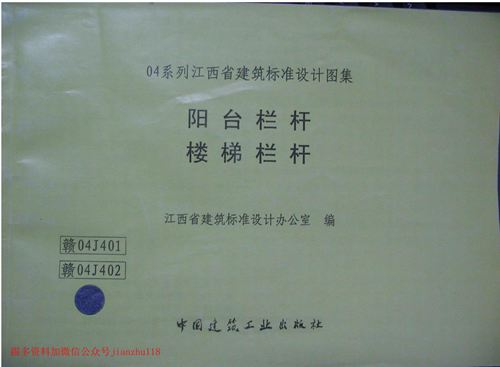 04系列江西省建筑标准设计图集
阳台栏杆
楼梯栏杆
江西省建筑标准设计办公室 编
赣04J401
赣04J402
中国建筑工业出版社
越多资料加微信公众号jianzhu118